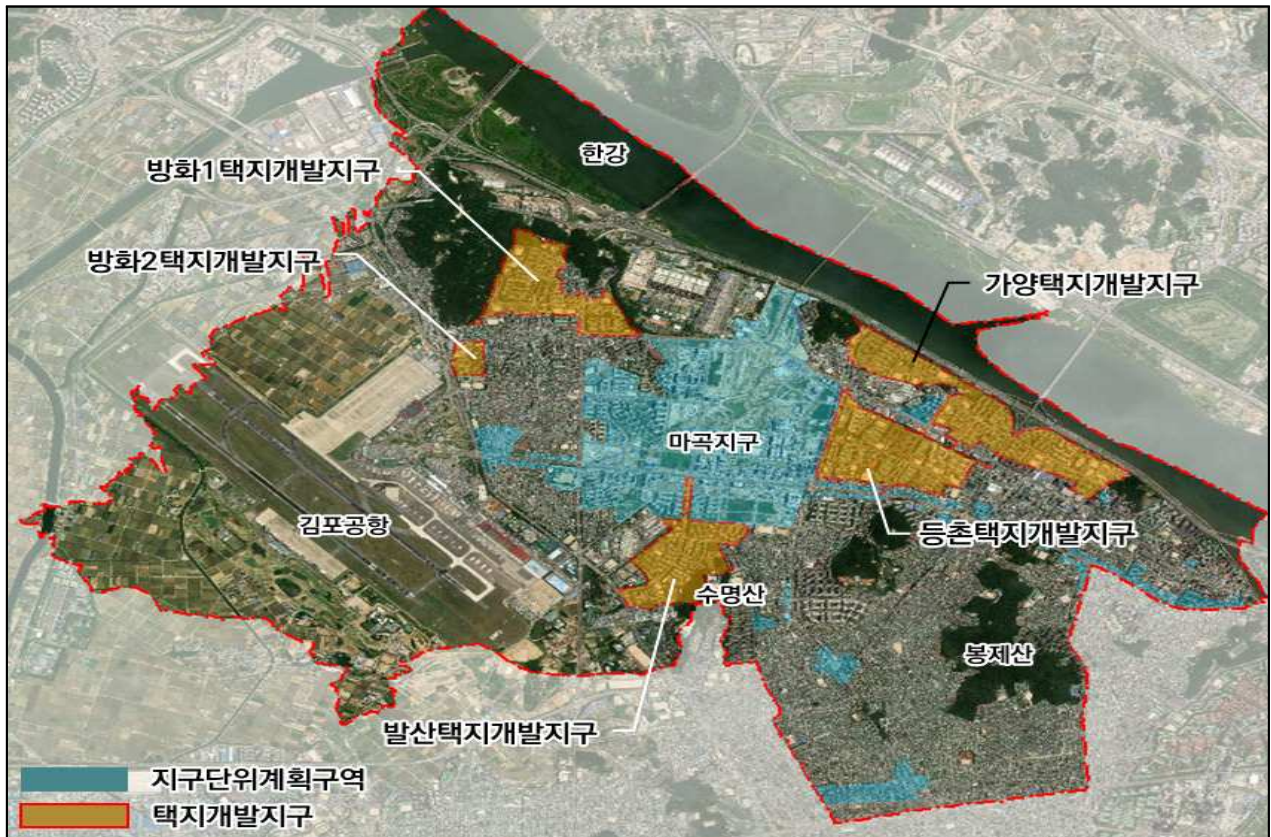 한강
방화1택지개발지구
방화2택지개발지구
가양택지개발지구
마곡지구
김포공항
등촌택지개발지구
수명산
봉제산
발산택지개발지구
지구단위계획구역
택지개발지구